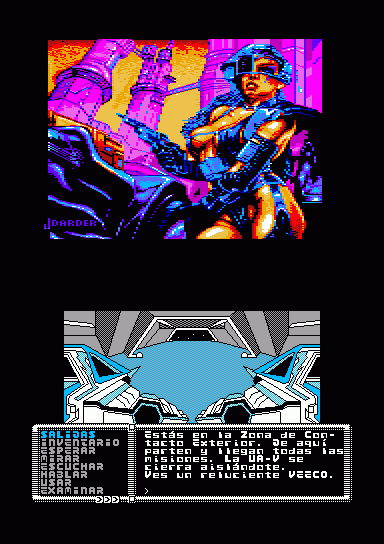 JDARDER
SALIDAS
INVENTARIO
ESPERAR
MIRAR
ESCUCHAR
HABLAR
USAR
EXAMINAR
Estás en la Zona de Con-
tacto Exterior. De aquí
parten y llegan todas las
misiones. La UA-V se
cierra aislándote.
Ves un reluciente VEECO.
>